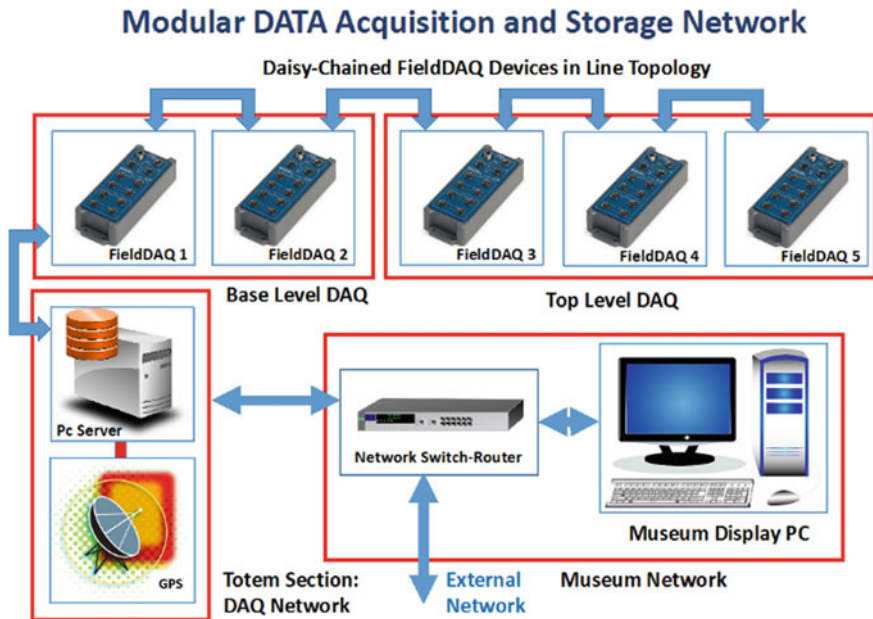 Modular DATA Acquisition and Storage Network
Daisy-Chained FieldDAQ Devices in Line Topology
FieldDAQ 1
FieldDAQ 2
FieldDAQ 3
FieldDAQ 4
FieldDAQ 5
Base Level DAQ
Top Level DAQ
Pc Server
Network Switch-Router
Museum Display PC
GPS
Totem Section:
DAQ Network
External
Network
Museum Network